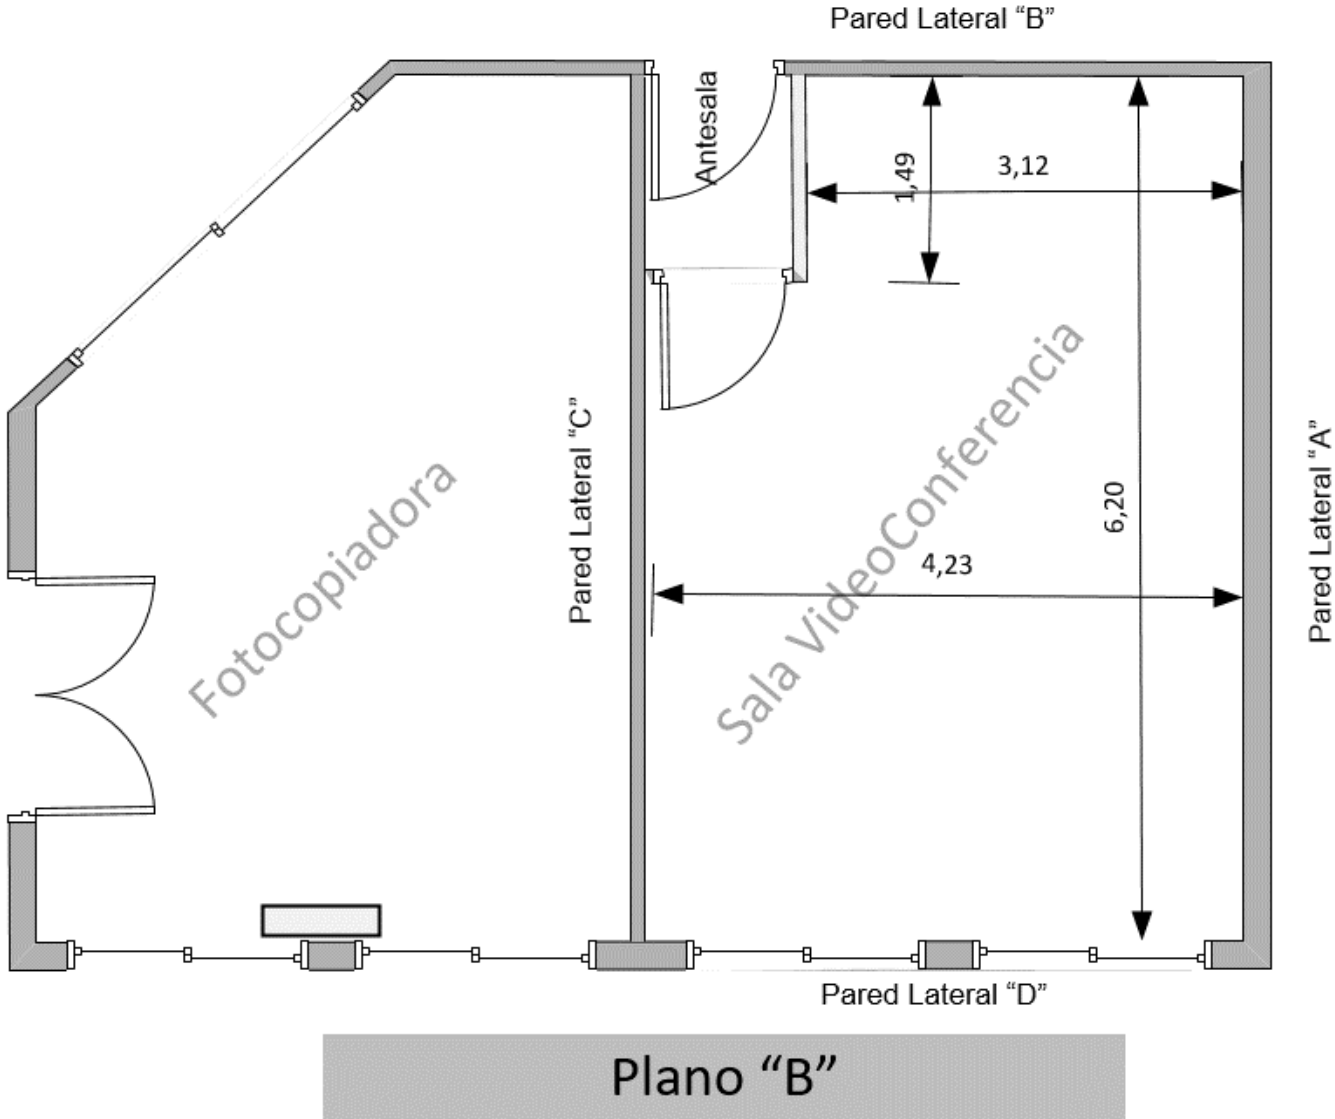 Pared Lateral “B”
Antesala
1,49
3,12
Pared Lateral “C”
Fotocopiadora
Sala VideoConferencia
6,20
4,23
Pared Lateral “A”
Pared Lateral “D”
Plano “B”